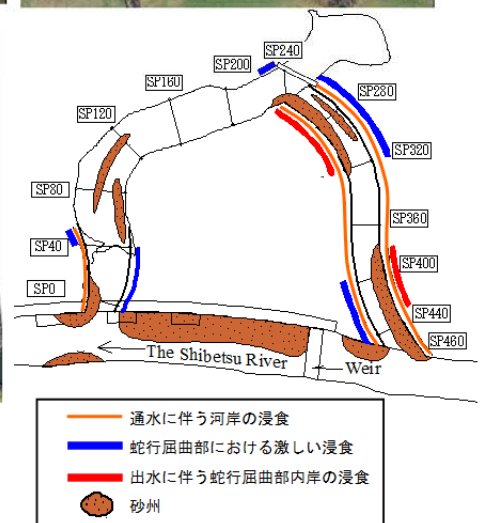 SP240
SP200
SP160
SP280
SP120
SP320
SP80
SP360
SP40
SP400
SP0
SP440
SP460
The Shibetsu River
Weir
通水に伴う河岸の浸食
蛇行屈曲部における激しい浸食
出水に伴う蛇行屈曲部内岸の浸食
砂州